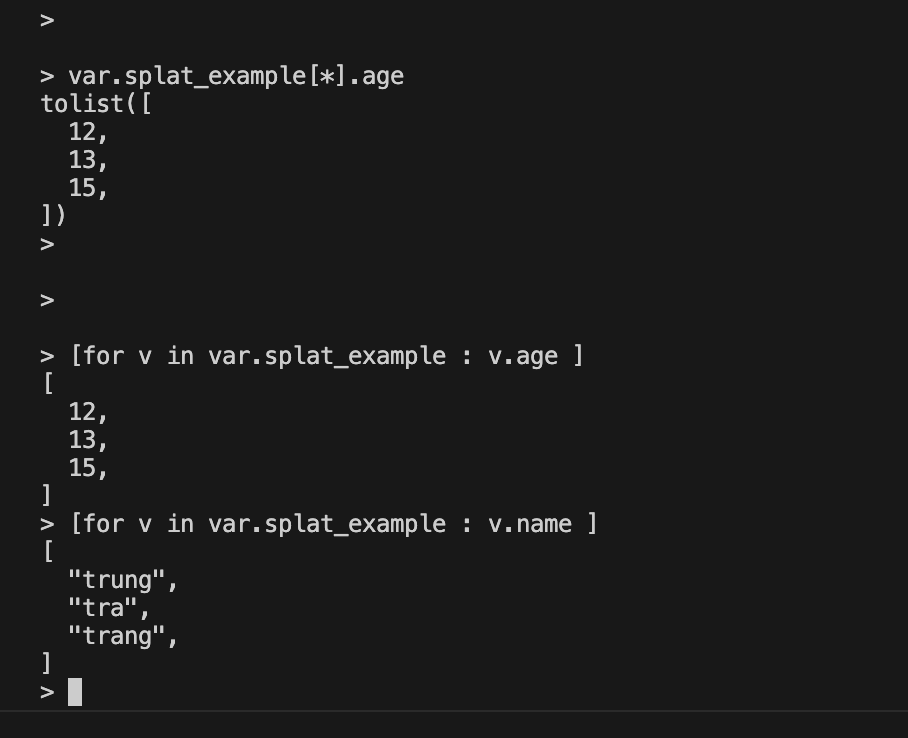 >
> var.splat_example[*].age
tolist([
  12,
  13,
  15,
])
>
>
> [for v in var.splat_example : v.age ]
[
  12,
  13,
  15,
]
> [for v in var.splat_example : v.name ]
[
  "trung",
  "tra",
  "trang",
]
>